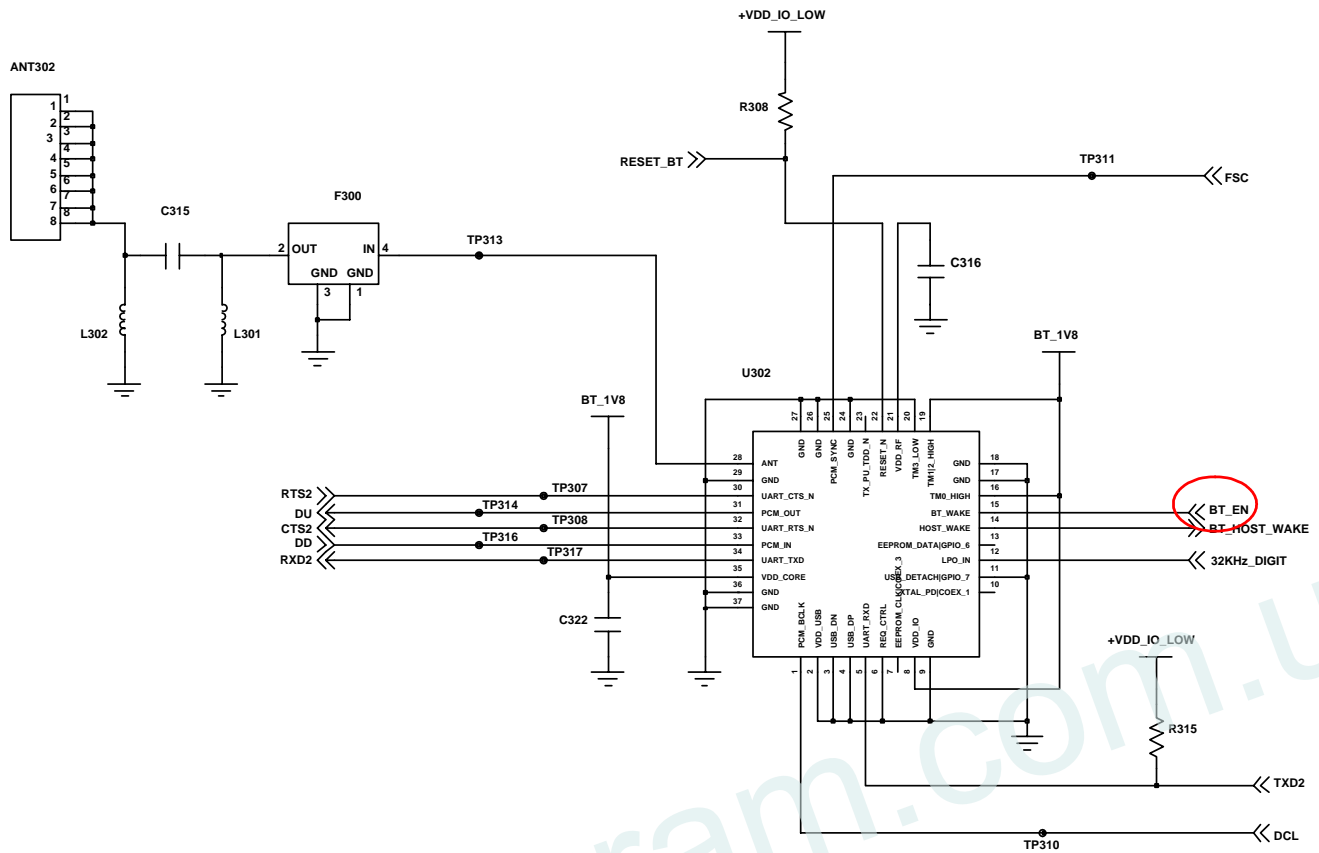 +VDD_IO_LOW
ANT302
1
1
2
2
3
3
4
4
5
5
6
6
7
7
8
8
R308
RESET_BT
TP311
FSC
C315
F300
2
OUT
IN
4
GND
GND
3
1
TP313
C316
L302
L301
BT_1V8
U302
BT_1V8
27
26
25
24
23
22
21
20
19
GND
GND
PCM_SYNC
GND
TX_PU_TDD_N
RESET_N
VDD_RF
TM3_LOW
TM1|2_HIGH
28
ANT
29
GND
30
UART_CTS_N
31
PCM_OUT
32
UART_RTS_N
33
PCM_IN
34
UART_TXD
35
VDD_CORE
36
GND
37
GND
GND
18
GND
17
TM0_HIGH
16
BT_WAKE
15
HOST_WAKE
14
EEPROM_DATA|GPIO_6
13
LPO_IN
12
USB_DETACH|GPIO_7
11
XTAL_PD|COEX_1
10
RTS2
TP307
DU
TP314
CTS2
TP308
DD
TP316
RXD2
TP317
BT_EN
BT_HOST_WAKE
32KHz_DIGIT
C322
PCM_BCLK
VDD_USB
USB_DN
USB_DP
UART_RXD
REQ_CTRL
EEPROM_CLK|COEX_3
VDD_IO
GND
1
2
3
4
5
6
7
8
9
+VDD_IO_LOW
R315
TXD2
TP310
DCL
ram.com.u